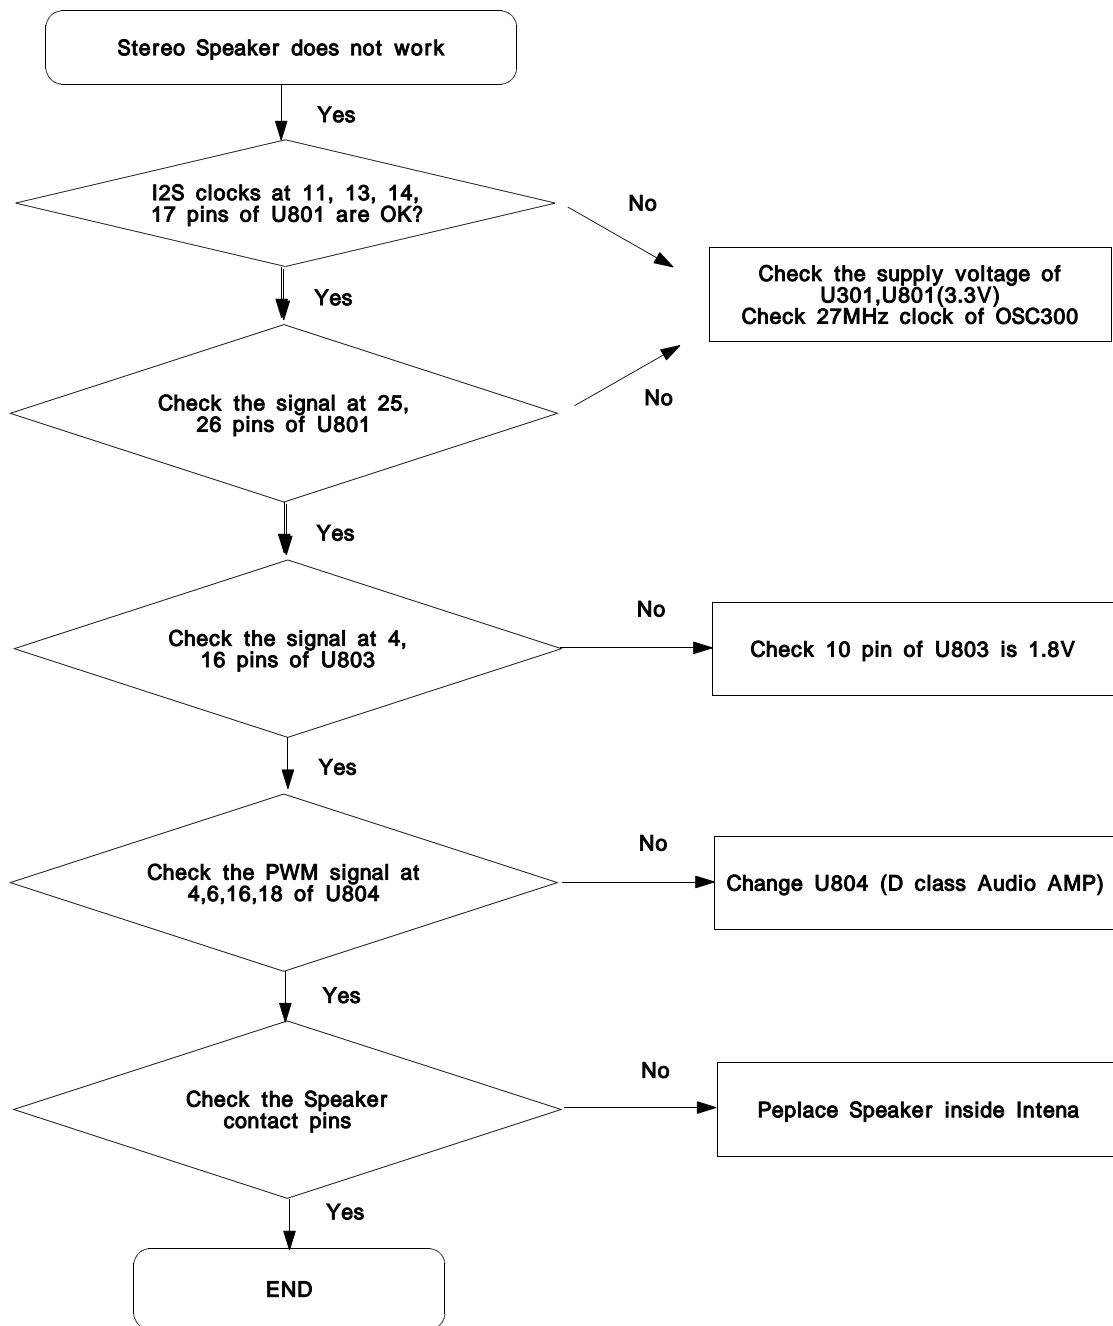 Stereo Speaker does not work
Yes
I2S clocks at 11, 13, 14,
17 pins of U801 are OK?
No
Check the supply voltage of
U301,U801(3.3V)
Check 27MHz clock of OSC300
Yes
Check the signal at 25,
26 pins of U801
No
Yes
Check the signal at 4,
16 pins of U803
No
Check 10 pin of U803 is 1.8V
Yes
Check the PWM signal at
4,6,16,18 of U804
No
Change U804 (D class Audio AMP)
Yes
Check the Speaker
contact pins
No
Peplace Speaker inside Intena
Yes
END